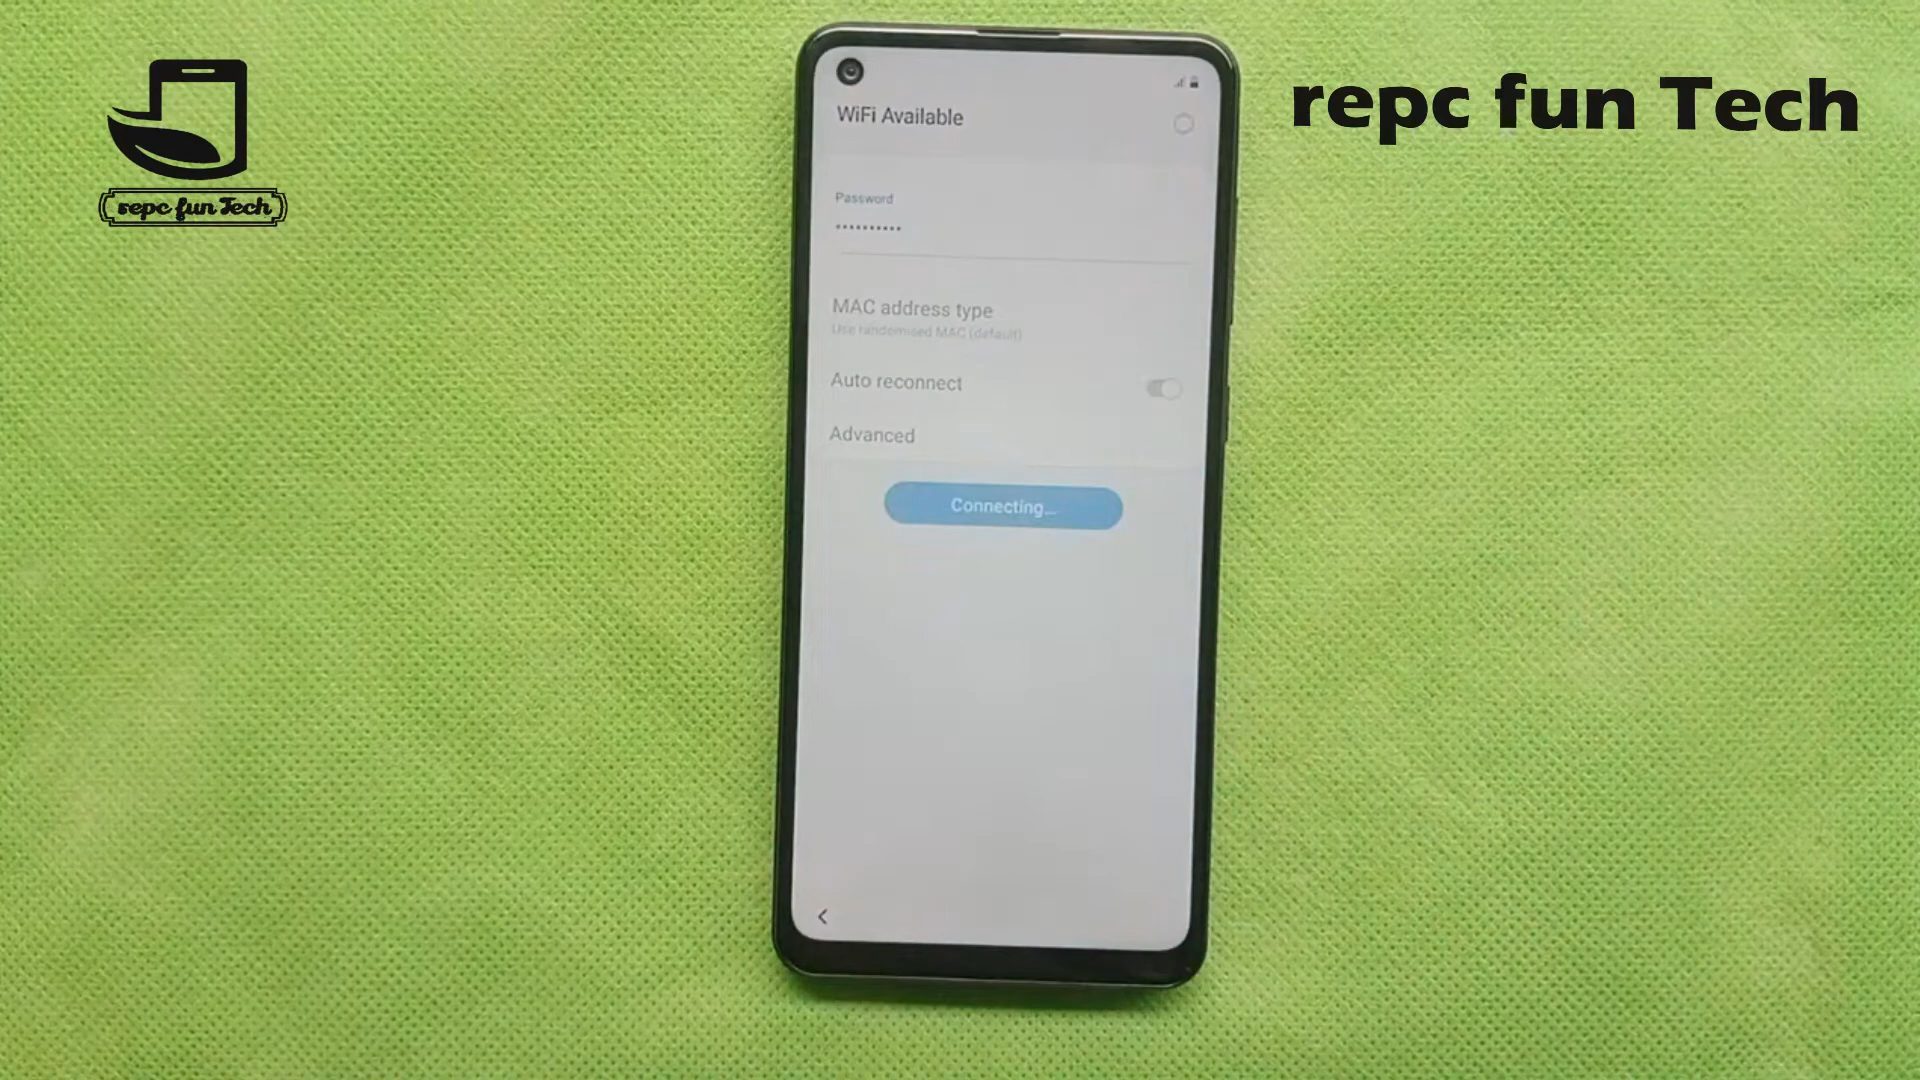 repc fun Tech
repc fun Tech
WiFi Available
Password
••••••••••
MAC address type
Use randomised MAC (default)
Auto reconnect
Advanced
Connecting...